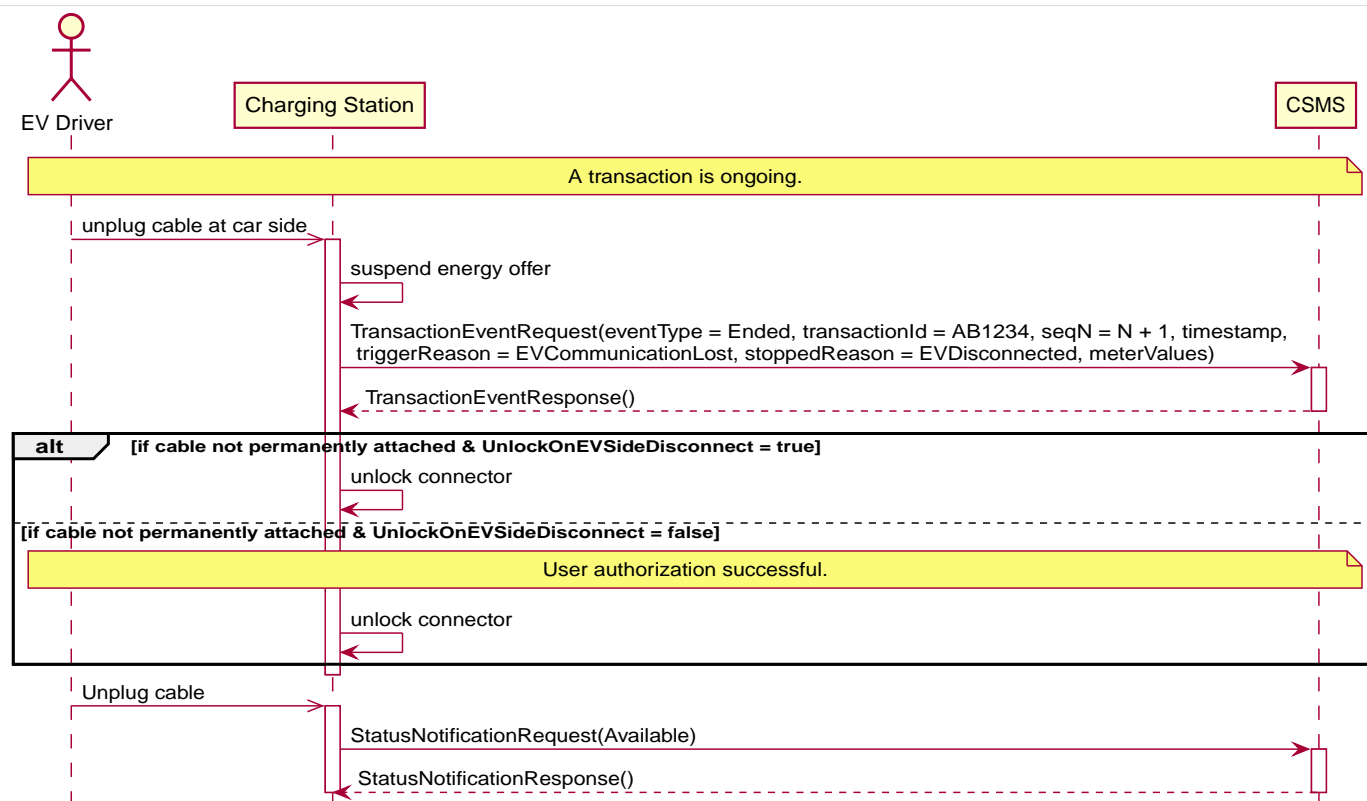 EV Driver
Charging Station
CSMS
A transaction is ongoing.
unplug cable at car side
suspend energy offer
TransactionEventRequest(eventType = Ended, transactionId = AB1234, seqN = N + 1, timestamp,
triggerReason = EVCommunicationLost, stoppedReason = EVDisconnected, meterValues)
TransactionEventResponse()
alt [if cable not permanently attached & UnlockOnEVSideDisconnect = true]
unlock connector
[if cable not permanently attached & UnlockOnEVSideDisconnect = false]
User authorization successful.
unlock connector
Unplug cable
StatusNotificationRequest(Available)
StatusNotificationResponse()